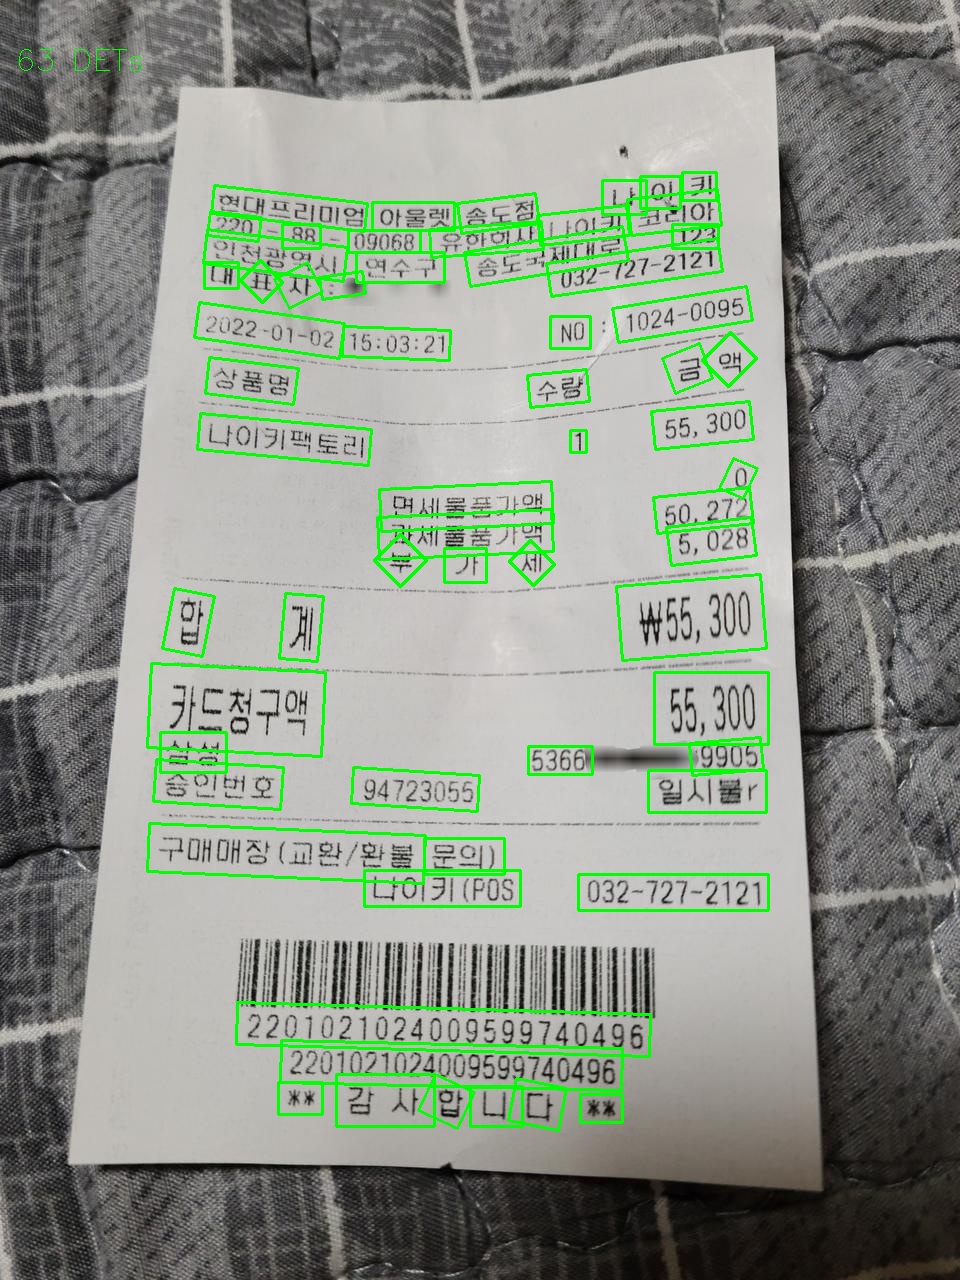 63 DETs
현대프리미엄 아울렛 송도점 나이키
220 - 88 - 09068 유한회사 나이키 코리아
인천광역시 연수구 송도국제대로 123
대 표 자 : 032-727-2121
2022-01-02 15:03:21 NO : 1024-0095
상품명 수량 금 액
나이키팩토리 1 55,300
0
면세물품가액 50,272
과세물품가액 5,028
부 가 세
합 계 ₩55,300
카드청구액 55,300
삼성 5366 9905
승인번호 94723055 일시불r
구매매장(교환/환불 문의)
나이키(POS 032-727-2121
2201021024009599740496
2201021024009599740496
** 감 사 합 니 다 **